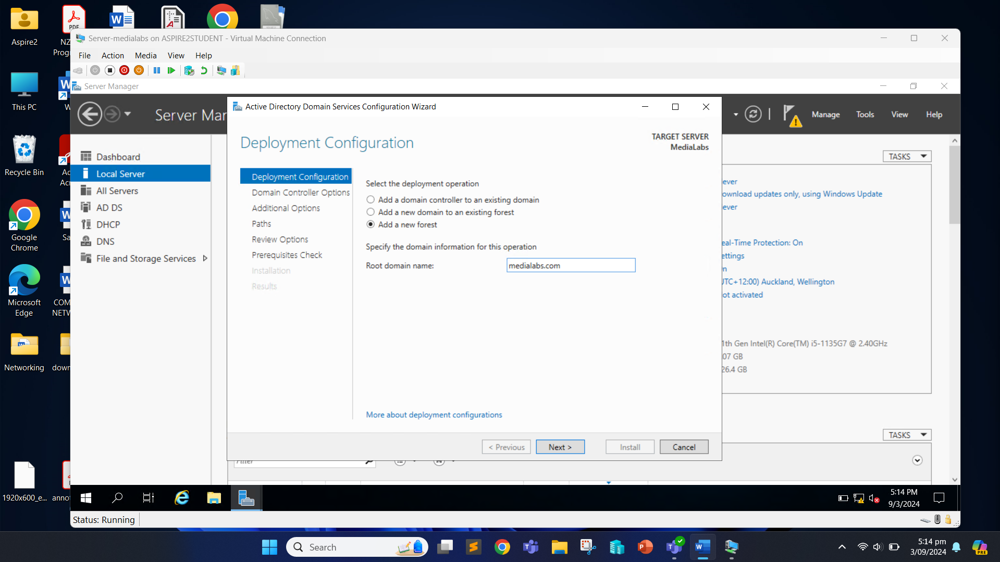 Aspire2
This PC
Recycle Bin
Google
Chrome
Microsoft
Edge
Networking
1920x600_e...
PDF
NZ
Progr
W
W
Ac
Acr
W
Sa
W
COM
NETW
down
annot
W
A
Server-medialabs on ASPIRE2STUDENT - Virtual Machine Connection
File Action Media View Help
Server Manager
Server Mar
Manage Tools View Help
Dashboard
Local Server
All Servers
AD DS
DHCP
DNS
File and Storage Services
Active Directory Domain Services Configuration Wizard
Deployment Configuration
TARGET SERVER
MediaLabs
Deployment Configuration
Domain Controller Options
Additional Options
Paths
Review Options
Prerequisites Check
Installation
Results
Select the deployment operation
Add a domain controller to an existing domain
Add a new domain to an existing forest
Add a new forest
Specify the domain information for this operation
Root domain name: medialabs.com
More about deployment configurations
< Previous Next > Install Cancel
TASKS
ever
ownload updates only, using Windows Update
ever
eal-Time Protection: On
ettings
n
UTC+12:00) Auckland, Wellington
ot activated
1th Gen Intel(R) Core(TM) i5-1135G7 @ 2.40GHz
07 GB
26.4 GB
TASKS
Filter
5:14 PM
9/3/2024
Status: Running
Search
P
W
5:14 pm
3/09/2024
PRE